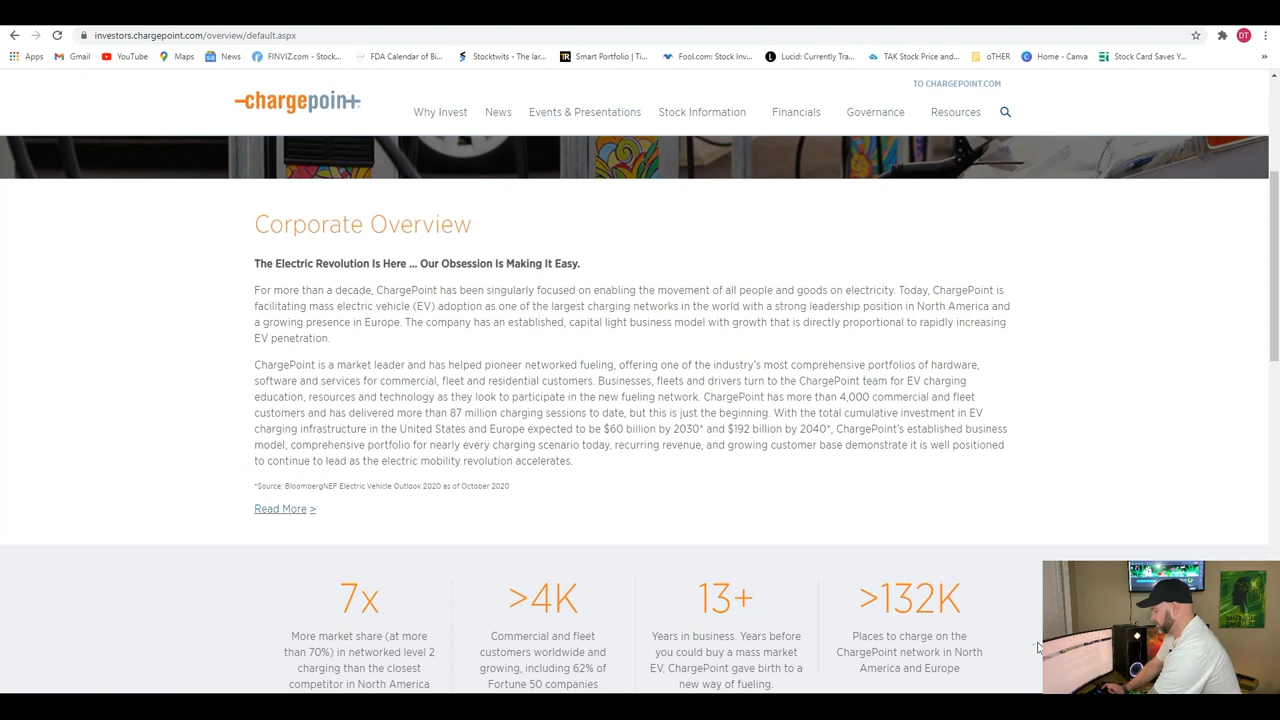 investors.chargepoint.com/overview/default.aspx
DT
Apps
Gmail
YouTube
Maps
News
FINVIZ.com - Stock...
FDA Calendar of Bi...
Stocktwits - The lar...
Smart Portfolio | Ti...
Fool.com: Stock Inv...
Lucid: Currently Tra...
TAK Stock Price and...
oTHER
Home - Canva
Stock Card Saves Y...
TO CHARGEPOINT.COM
chargepoint
Why Invest
News
Events & Presentations
Stock Information
Financials
Governance
Resources
Corporate Overview
The Electric Revolution Is Here ... Our Obsession Is Making It Easy.
For more than a decade, ChargePoint has been singularly focused on enabling the movement of all people and goods on electricity. Today, ChargePoint is
facilitating mass electric vehicle (EV) adoption as one of the largest charging networks in the world with a strong leadership position in North America and
a growing presence in Europe. The company has an established, capital light business model with growth that is directly proportional to rapidly increasing
EV penetration.
ChargePoint is a market leader and has helped pioneer networked fueling, offering one of the industry's most comprehensive portfolios of hardware,
software and services for commercial, fleet and residential customers. Businesses, fleets and drivers turn to the ChargePoint team for EV charging
education, resources and technology as they look to participate in the new fueling network. ChargePoint has more than 4,000 commercial and fleet
customers and has delivered more than 87 million charging sessions to date, but this is just the beginning. With the total cumulative investment in EV
charging infrastructure in the United States and Europe expected to be $60 billion by 2030* and $192 billion by 2040*, ChargePoint's established business
model, comprehensive portfolio for nearly every charging scenario today, recurring revenue, and growing customer base demonstrate it is well positioned
to continue to lead as the electric mobility revolution accelerates.
*Source: BloombergNEF Electric Vehicle Outlook 2020 as of October 2020
Read More >
7x
More market share (at more
than 70%) in networked level 2
charging than the closest
competitor in North America
>4K
Commercial and fleet
customers worldwide and
growing, including 62% of
Fortune 50 companies
13+
Years in business. Years before
you could buy a mass market
EV, ChargePoint gave birth to a
new way of fueling.
>132K
Places to charge on the
ChargePoint network in North
America and Europe